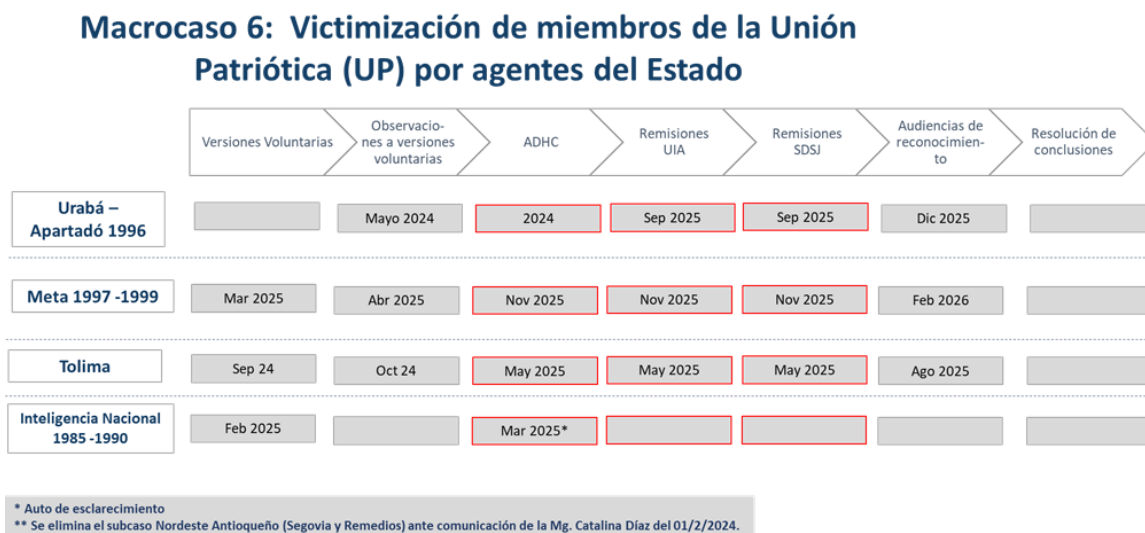 Macrocaso 6: Victimización de miembros de la Unión
Patriótica (UP) por agentes del Estado
Versiones Voluntarias
Observacio-
nes a versiones
voluntarias
ADHC
Remisiones
UIA
Remisiones
SDSJ
Audiencias de
reconocimien-
to
Resolución de
conclusiones
Urabá –
Apartadó 1996
Mayo 2024
2024
Sep 2025
Sep 2025
Dic 2025
Meta 1997 -1999
Mar 2025
Abr 2025
Nov 2025
Nov 2025
Nov 2025
Feb 2026
Tolima
Sep 24
Oct 24
May 2025
May 2025
May 2025
Ago 2025
Inteligencia Nacional
1985 -1990
Feb 2025
Mar 2025*
* Auto de esclarecimiento
** Se elimina el subcaso Nordeste Antioqueño (Segovia y Remedios) ante comunicación de la Mg. Catalina Díaz del 01/2/2024.